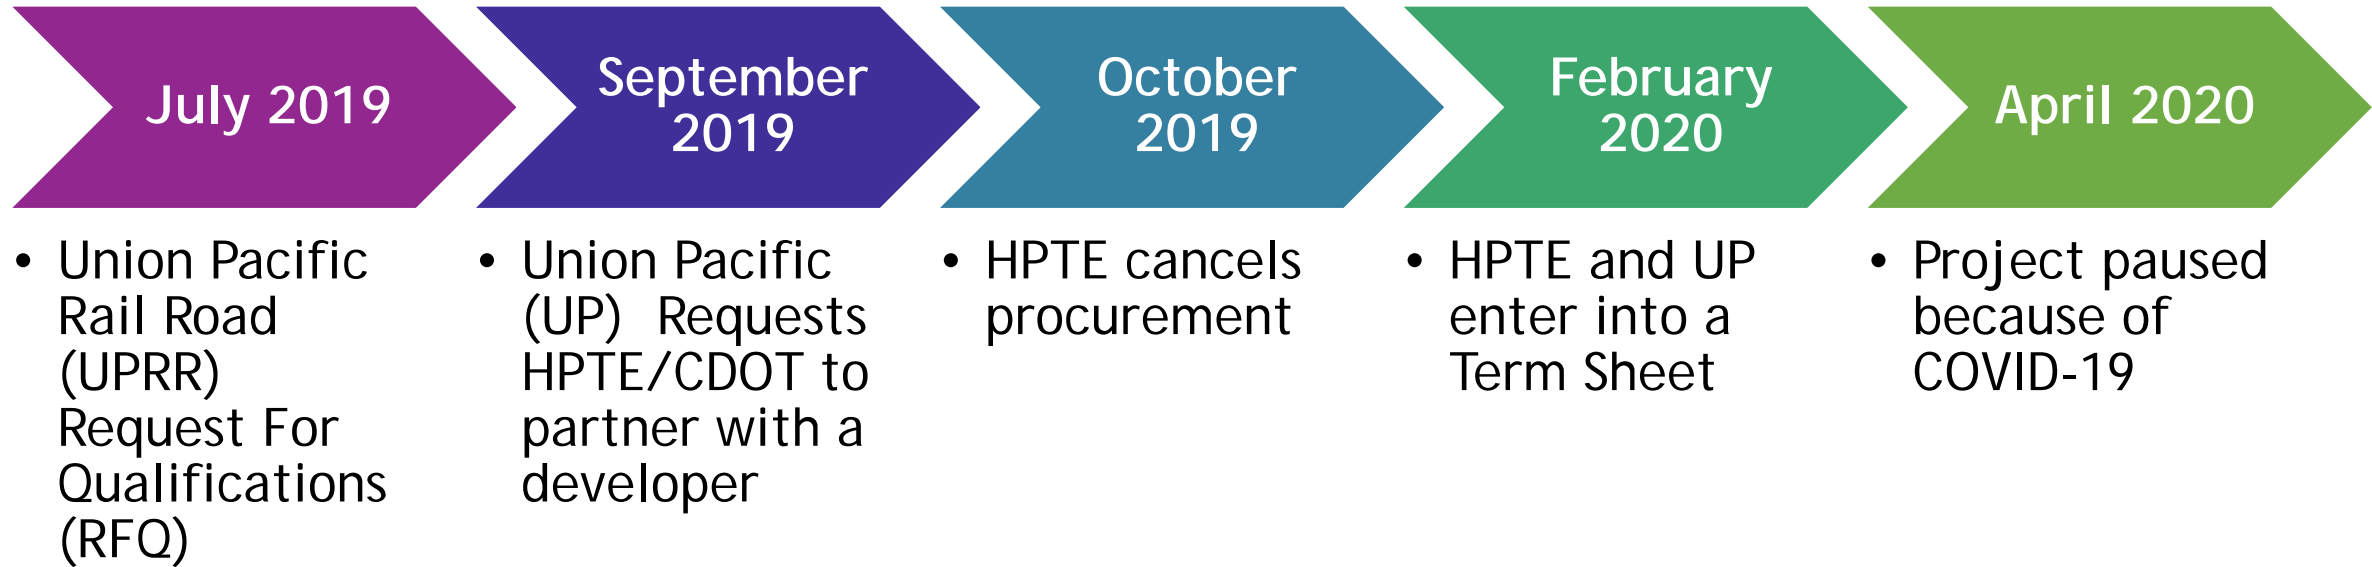 July 2019
September
2019
October
2019
February
2020
April 2020
• Union Pacific
Rail Road
(UPRR)
Request For
Qualifications
(RFQ)
• Union Pacific
(UP) Requests
HPTE/CDOT to
partner with a
developer
• HPTE cancels
procurement
• HPTE and UP
enter into a
Term Sheet
• Project paused
because of
COVID-19